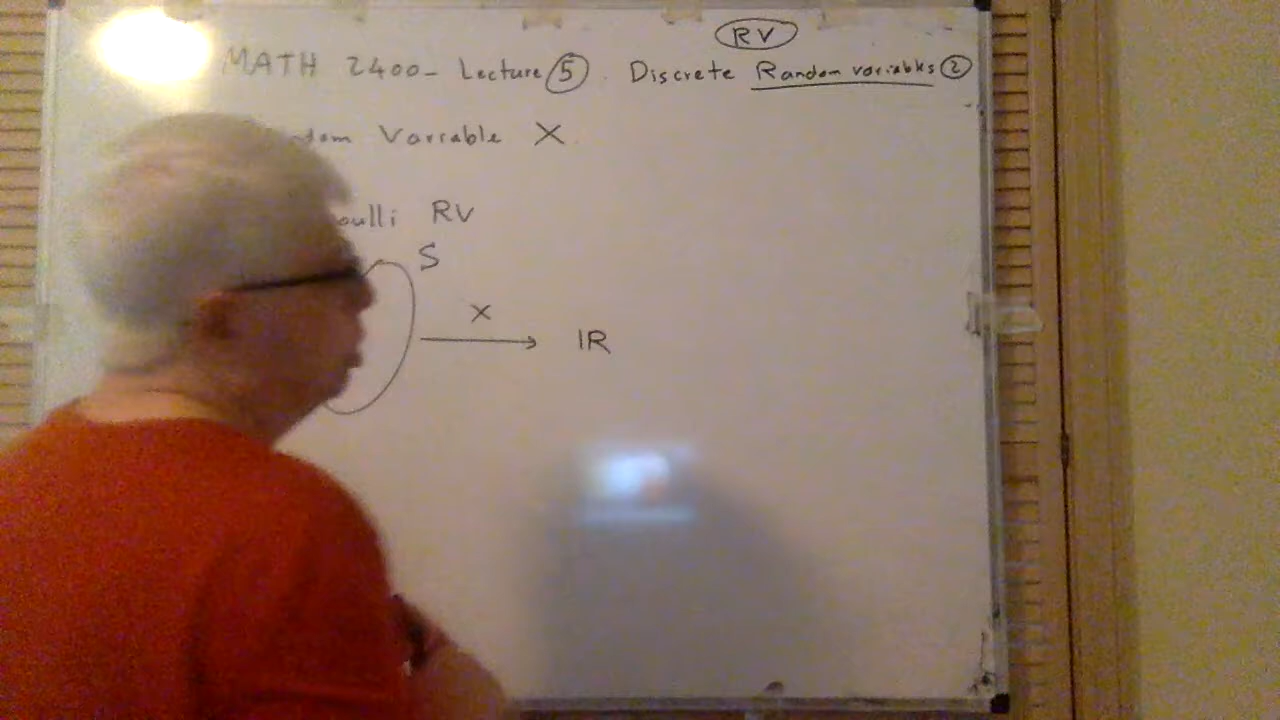 RV
MATH 2400- Lecture 5 Discrete Random variables 2
Variable X
RV
S
X
IR